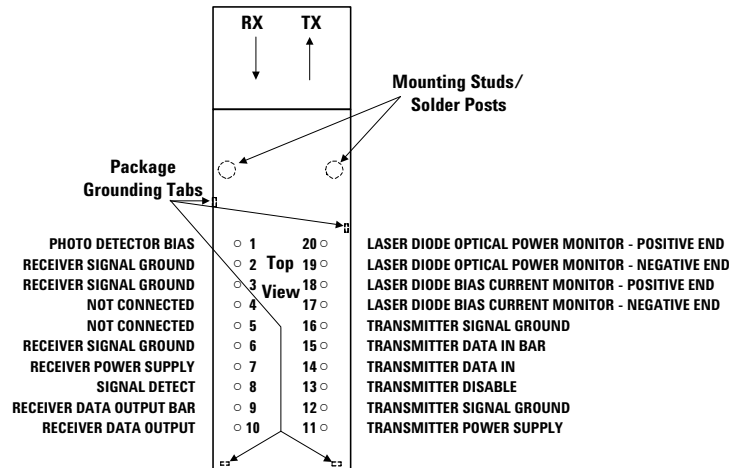 RX TX
Mounting Studs/
Solder Posts
Package
Grounding Tabs
PHOTO DETECTOR BIAS 1 20 LASER DIODE OPTICAL POWER MONITOR - POSITIVE END
RECEIVER SIGNAL GROUND 2 Top 19 LASER DIODE OPTICAL POWER MONITOR - NEGATIVE END
RECEIVER SIGNAL GROUND 3 View 18 LASER DIODE BIAS CURRENT MONITOR - POSITIVE END
NOT CONNECTED 4 17 LASER DIODE BIAS CURRENT MONITOR - NEGATIVE END
NOT CONNECTED 5 16 TRANSMITTER SIGNAL GROUND
RECEIVER SIGNAL GROUND 6 15 TRANSMITTER DATA IN BAR
RECEIVER POWER SUPPLY 7 14 TRANSMITTER DATA IN
SIGNAL DETECT 8 13 TRANSMITTER DISABLE
RECEIVER DATA OUTPUT BAR 9 12 TRANSMITTER SIGNAL GROUND
RECEIVER DATA OUTPUT 10 11 TRANSMITTER POWER SUPPLY